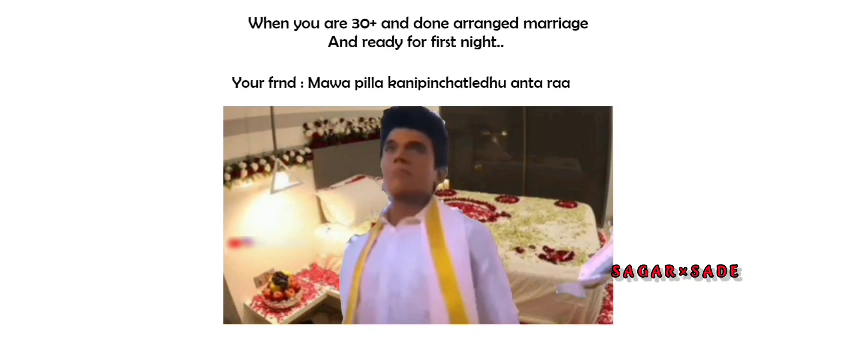 When you are 30+ and done arranged marriage
And ready for first night..
Your frnd : Mawa pilla kanipinchatledhu anta raa
SAGAR×SADE